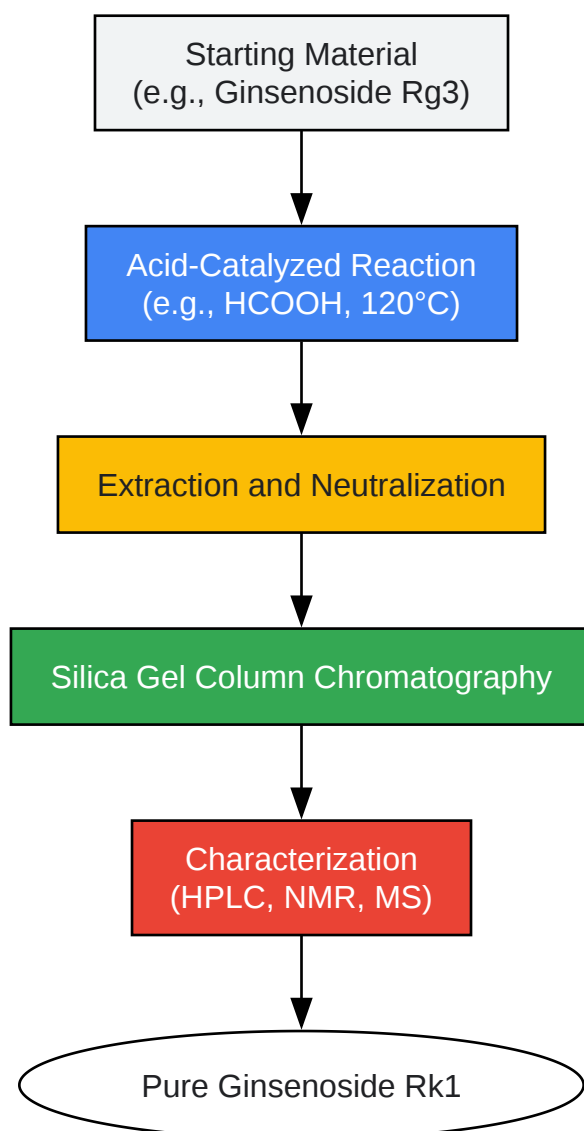 Starting Material
(e.g., Ginsenoside Rg3)
Acid-Catalyzed Reaction
(e.g., HCOOH, 120°C)
Extraction and Neutralization
Silica Gel Column Chromatography
Characterization
(HPLC, NMR, MS)
Pure Ginsenoside Rk1